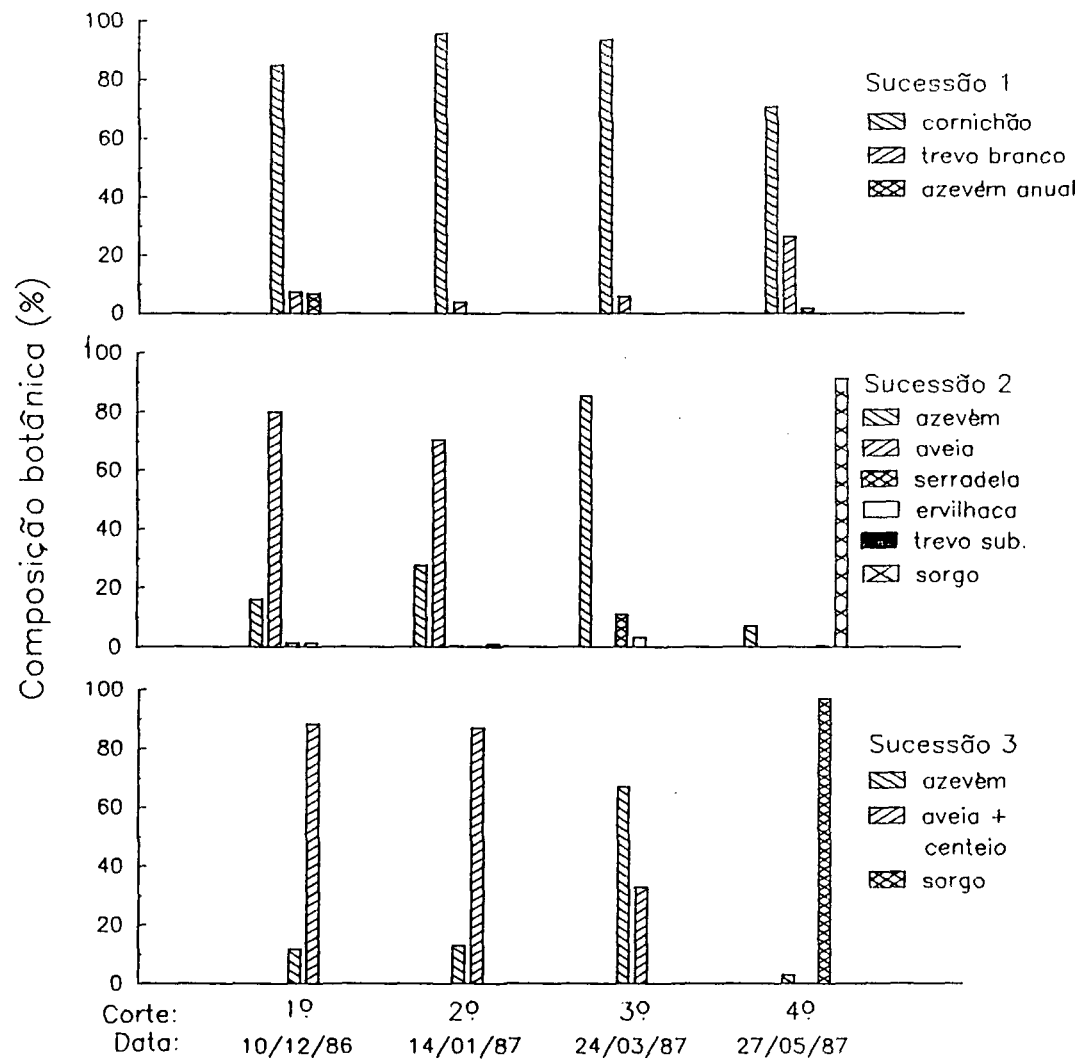 Composição botânica (%)
100
80
60
40
20
0
Sucessão 1
cornichão
trevo branco
azevém anual
100
80
60
40
20
0
Sucessão 2
azevèm
aveia
serradela
ervilhaca
trevo sub.
sorgo
100
80
60
40
20
0
Sucessão 3
azevèm
aveia +
centeio
sorgo
Corte: 1º 2º 3º 4º
Data: 10/12/86 14/01/87 24/03/87 27/05/87